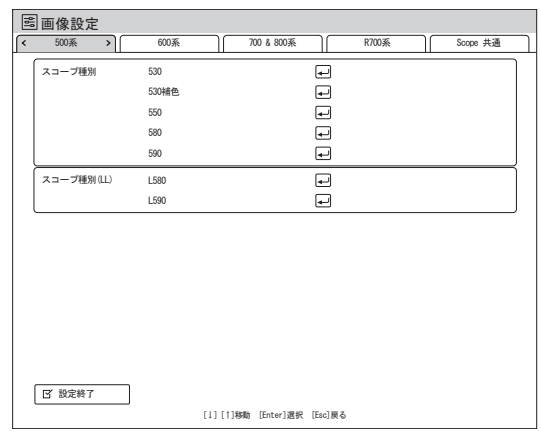 画像設定
< 500系 > 600系 700 & 800系 R700系 Scope 共通
スコープ種別 530
530補色
550
580
590
スコープ種別(LL) L580
L590
設定終了
[↓][↑]移動 [Enter]選択 [Esc]戻る